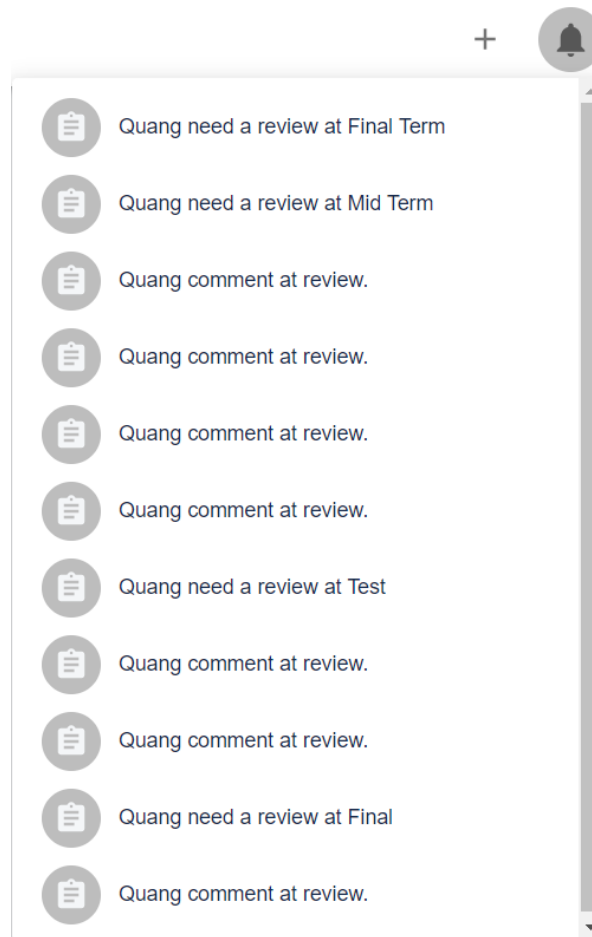 Quang need a review at Final Term
Quang need a review at Mid Term
Quang comment at review.
Quang comment at review.
Quang comment at review.
Quang comment at review.
Quang need a review at Test
Quang comment at review.
Quang comment at review.
Quang need a review at Final
Quang comment at review.